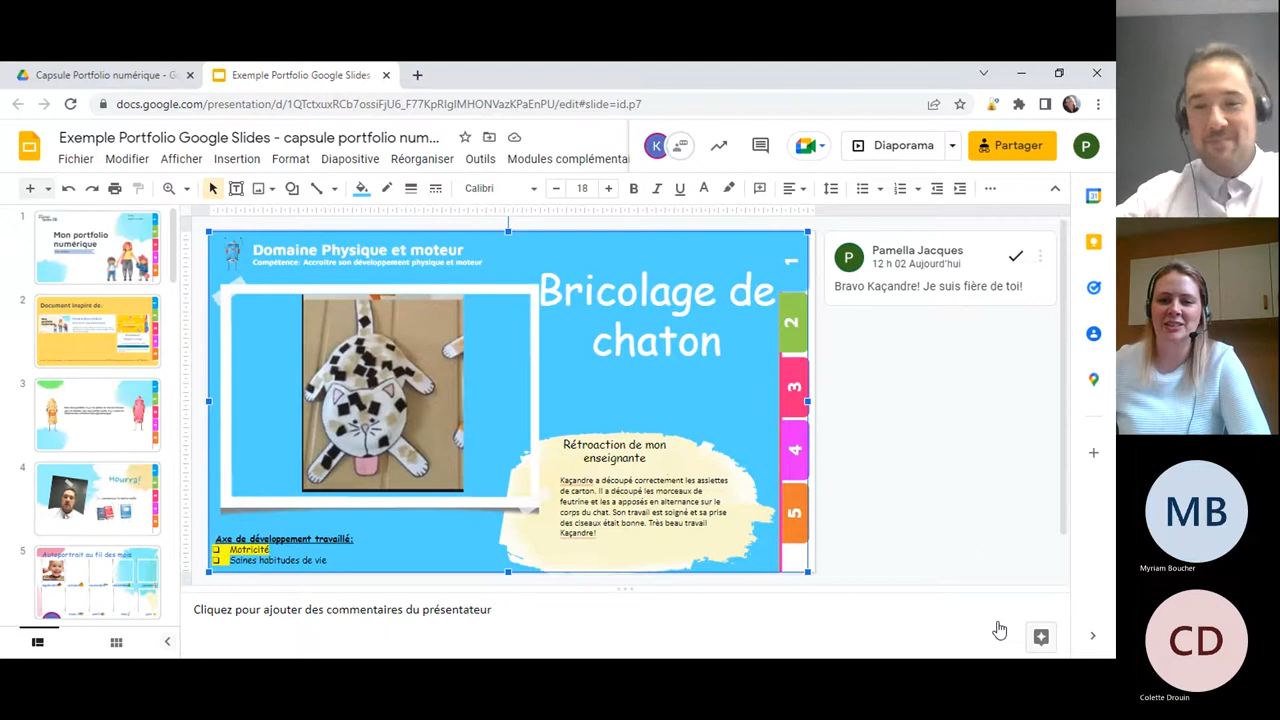 Capsule Portfolio numérique - G
Exemple Portfolio Google Slides
docs.google.com/presentation/d/1QTctxuxRCb7ossiFjU6_F77KpRIgIMHONVazKPaEnPU/edit#slide=id.p7
Exemple Portfolio Google Slides - capsule portfolio num...
K
Diaporama
Partager
P
Fichier Modifier Afficher Insertion Format Diapositive Réorganiser Outils Modules complémenta
Calibri
18
B I U A
1
Mon portfolio
numérique
2
Document inspiré de:
3
4
Hourra!
5
Autoportrait au fil des mois
Domaine Physique et moteur
Compétence: Accroître son développement physique et moteur
Bricolage de
chaton
1
2
3
4
5
Rétroaction de mon
enseignante
Kaçandre a découpé correctement les assiettes
de carton. Il a découpé les morceaux de
feutrine et les a apposés en alternance sur le
corps du chat. Son travail est soigné et sa prise
des ciseaux était bonne. Très beau travail
Kaçandre!
Axe de développement travaillé:
Motricité
Saines habitudes de vie
P
Pamella Jacques
12 h 02 Aujourd'hui
Bravo Kaçandre! Je suis fière de toi!
Cliquez pour ajouter des commentaires du présentateur
MB
Myriam Boucher
CD
Colette Drouin